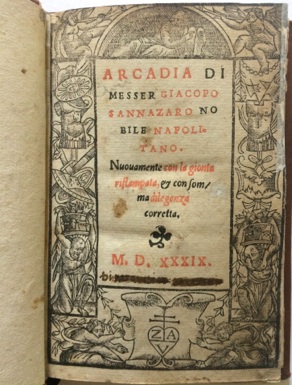 ARCADIA DI
MESSER GIACOPO
SANNAZARO NO
BILE NAPOLI-
TANO.
Nuouamente con la gionta
ristampata, & con som/
ma diligenza
corretta.
M. D. XXXIX.
Z A